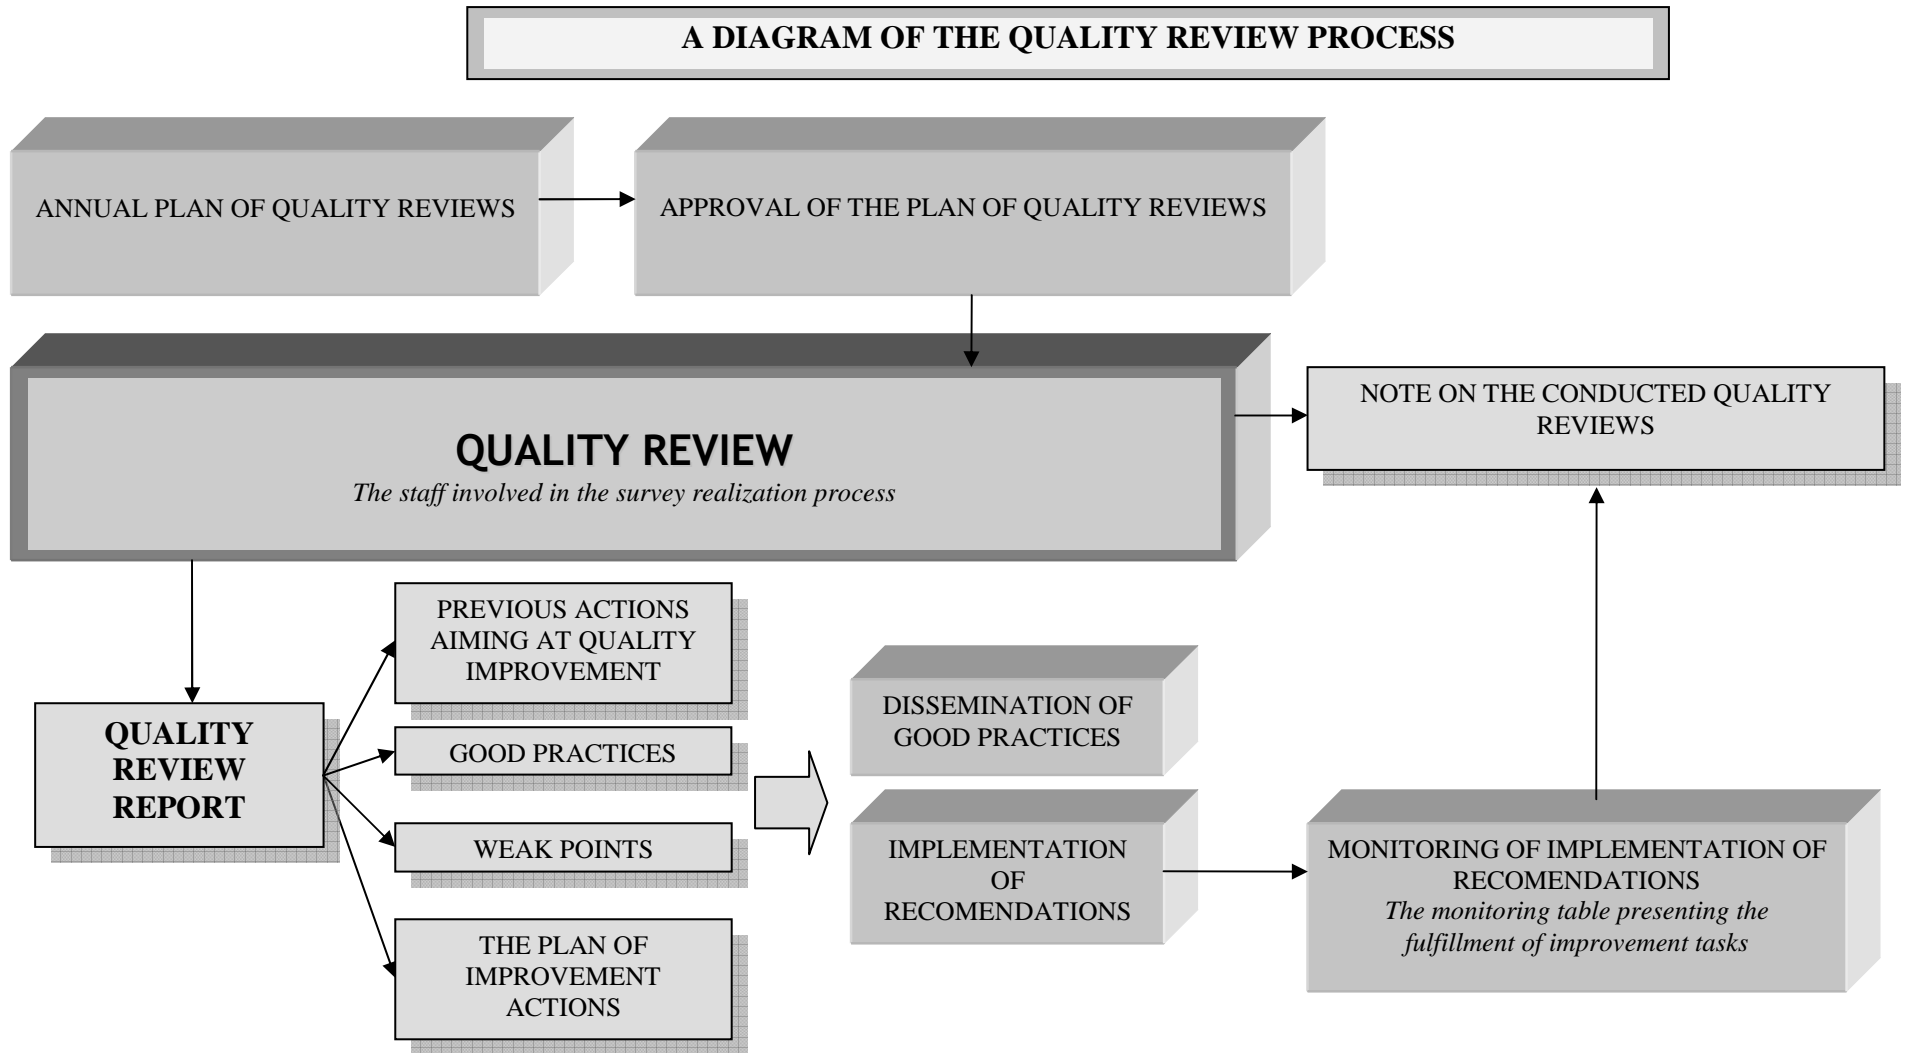 A DIAGRAM OF THE QUALITY REVIEW PROCESS
ANNUAL PLAN OF QUALITY REVIEWS
APPROVAL OF THE PLAN OF QUALITY REVIEWS
QUALITY REVIEW
The staff involved in the survey realization process
NOTE ON THE CONDUCTED QUALITY
REVIEWS
QUALITY
REVIEW
REPORT
PREVIOUS ACTIONS
AIMING AT QUALITY
IMPROVEMENT
GOOD PRACTICES
WEAK POINTS
THE PLAN OF
IMPROVEMENT
ACTIONS
DISSEMINATION OF
GOOD PRACTICES
IMPLEMENTATION
OF
RECOMENDATIONS
MONITORING OF IMPLEMENTATION OF
RECOMENDATIONS
The monitoring table presenting the
fulfillment of improvement tasks